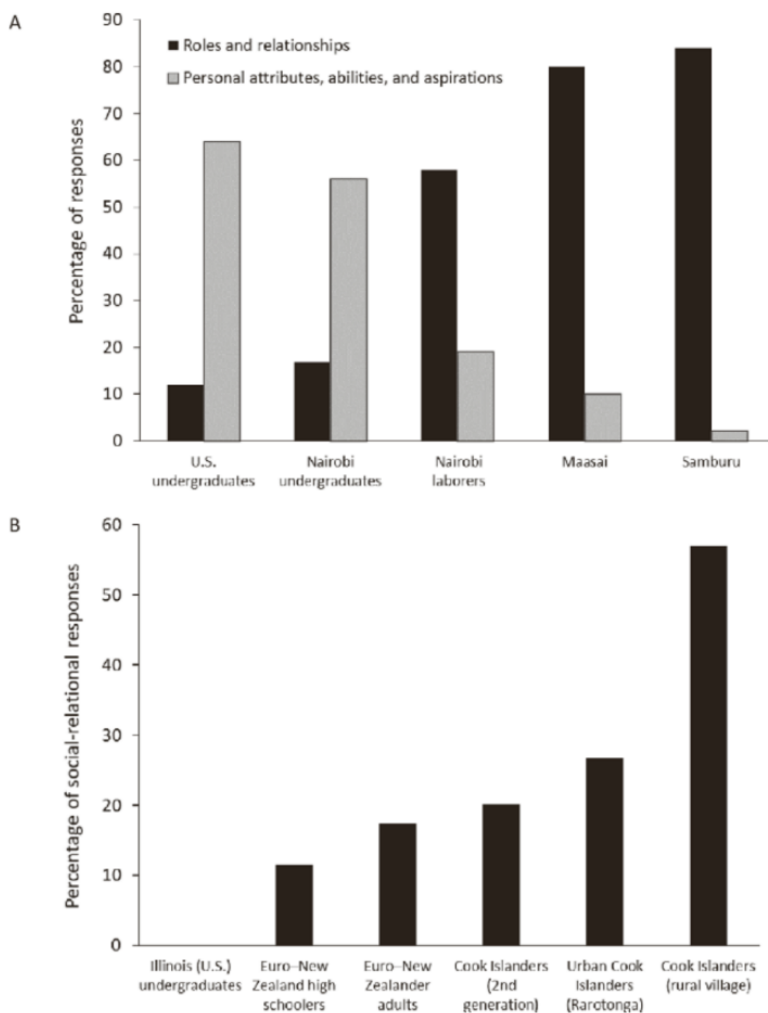 A
90
80
70
60
50
40
30
20
10
0
Percentage of responses
Roles and relationships
Personal attributes, abilities, and aspirations
U.S.
undergraduates
Nairobi
undergraduates
Nairobi
laborers
Maasai
Samburu
B
60
50
40
30
20
10
0
Percentage of social-relational responses
Illinois (U.S.)
undergraduates
Euro–New
Zealand high
schoolers
Euro–New
Zealander
adults
Cook Islanders
(2nd
generation)
Urban Cook
Islanders
(Rarotonga)
Cook Islanders
(rural village)